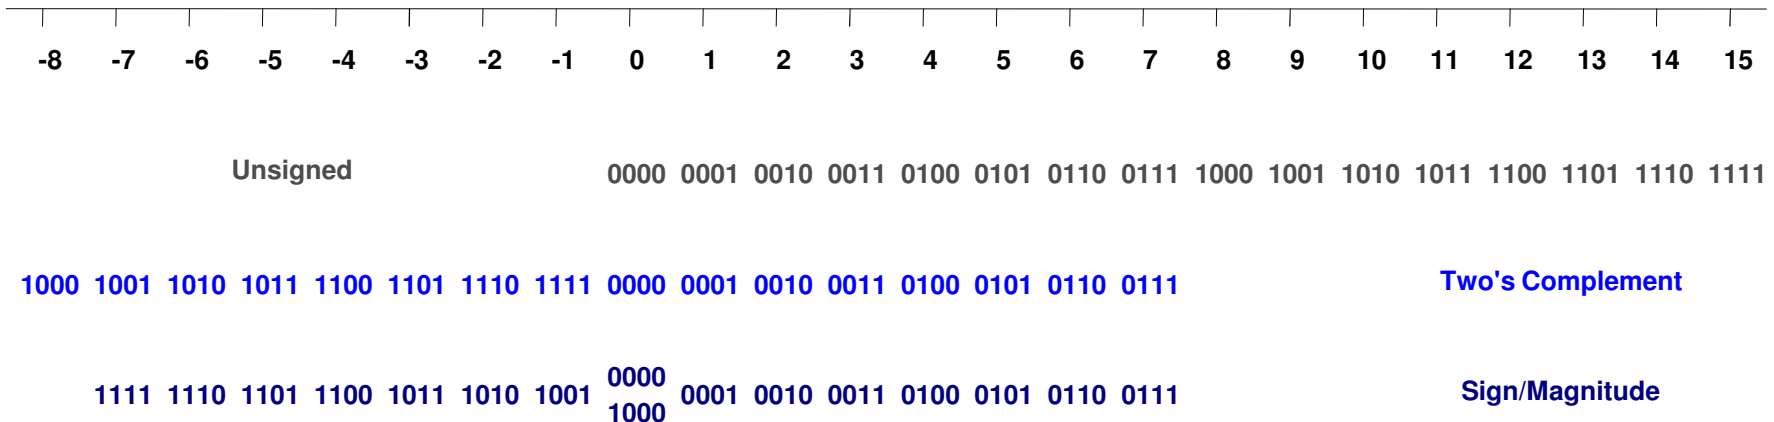 -8 -7 -6 -5 -4 -3 -2 -1 0 1 2 3 4 5 6 7 8 9 10 11 12 13 14 15
Unsigned 0000 0001 0010 0011 0100 0101 0110 0111 1000 1001 1010 1011 1100 1101 1110 1111
1000 1001 1010 1011 1100 1101 1110 1111 0000 0001 0010 0011 0100 0101 0110 0111 Two's Complement
0000
1111 1110 1101 1100 1011 1010 1001 0001 0010 0011 0100 0101 0110 0111 Sign/Magnitude
1000